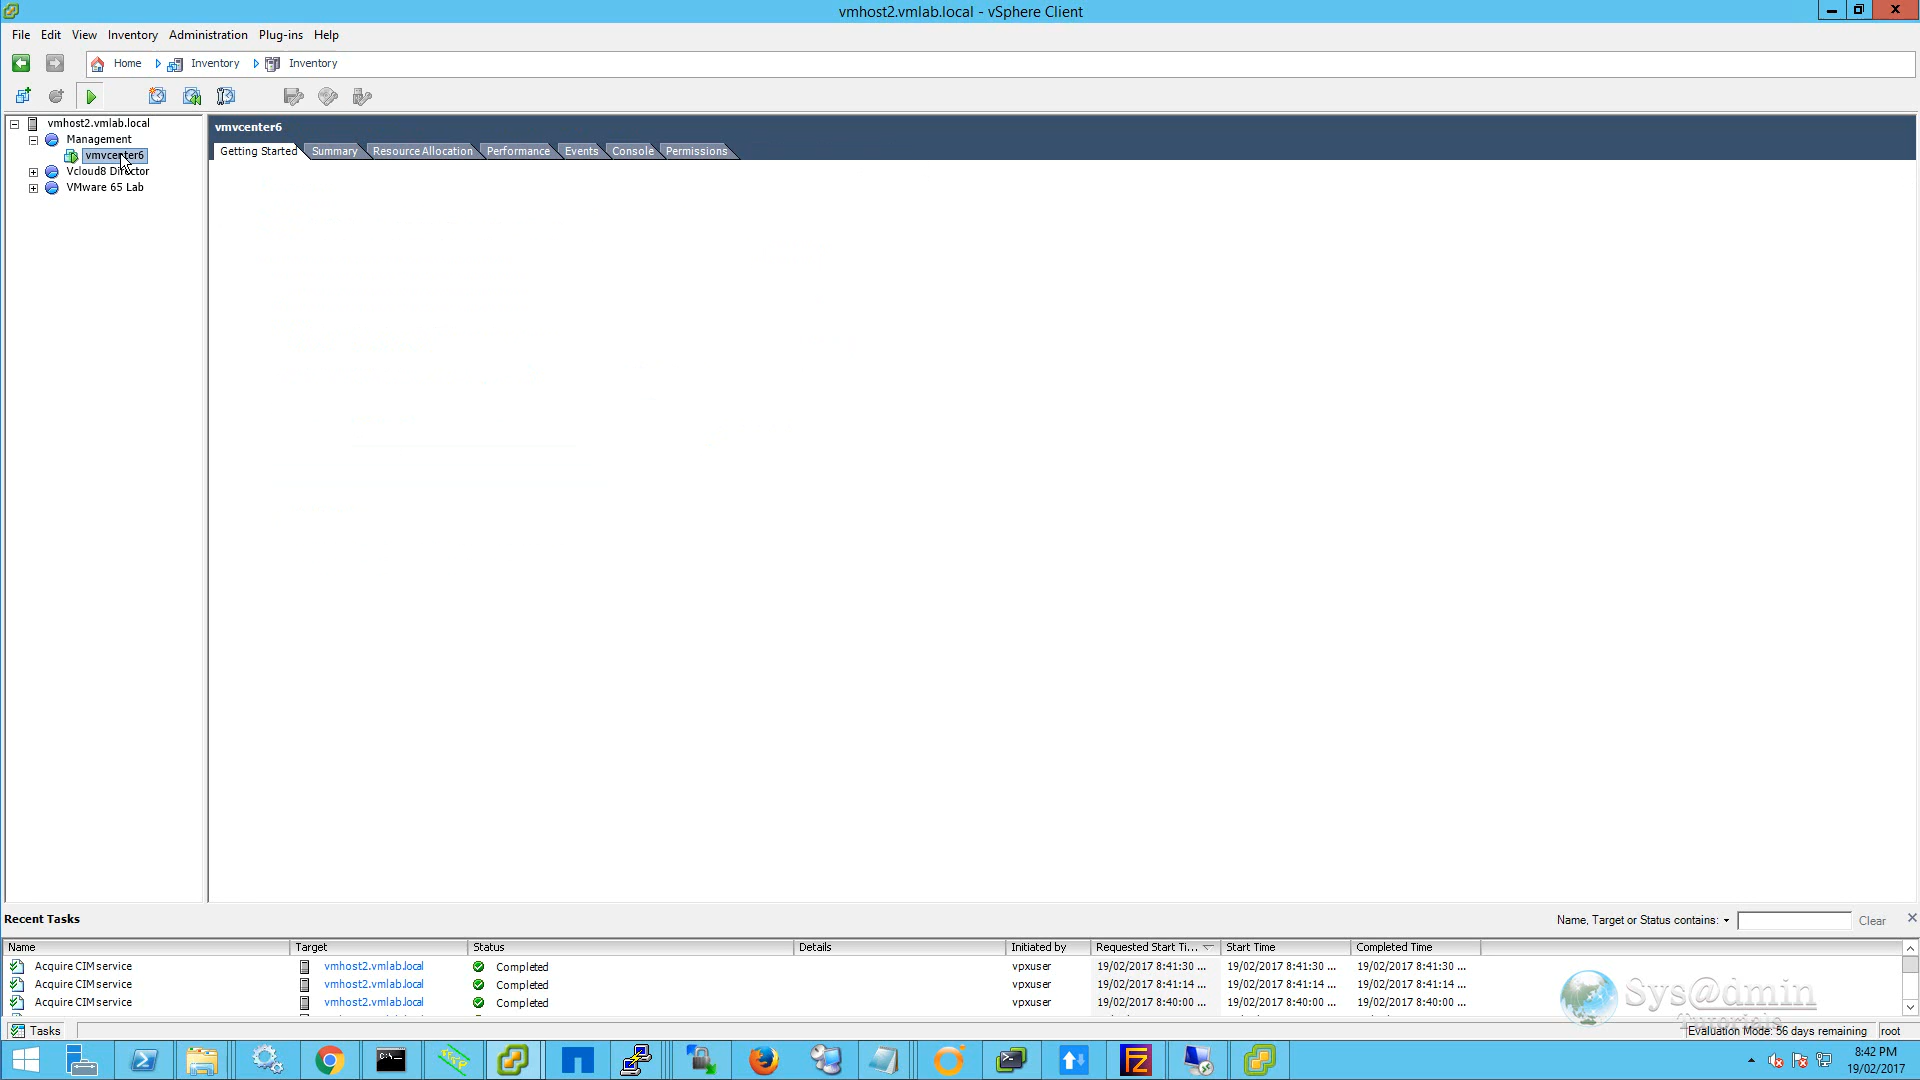 vmhost2.vmlab.local - vSphere Client
File Edit View Inventory Administration Plug-ins Help
Home Inventory Inventory
vmhost2.vmlab.local
Management
vmvcenter6
Vcloud8 Director
VMware 65 Lab
vmvcenter6
Getting Started Summary Resource Allocation Performance Events Console Permissions
Recent Tasks
Name, Target or Status contains: Clear
Name Target Status Details Initiated by Requested Start Ti... Start Time Completed Time
Acquire CIM service vmhost2.vmlab.local Completed vpxuser 19/02/2017 8:41:30 ... 19/02/2017 8:41:30 ... 19/02/2017 8:41:30 ...
Acquire CIM service vmhost2.vmlab.local Completed vpxuser 19/02/2017 8:41:14 ... 19/02/2017 8:41:14 ... 19/02/2017 8:41:14 ...
Acquire CIM service vmhost2.vmlab.local Completed vpxuser 19/02/2017 8:40:00 ... 19/02/2017 8:40:00 ... 19/02/2017 8:40:00 ...
Sys@dmin
Tutorials
Tasks Evaluation Mode: 56 days remaining root
C:\
FZ
8:42 PM
19/02/2017